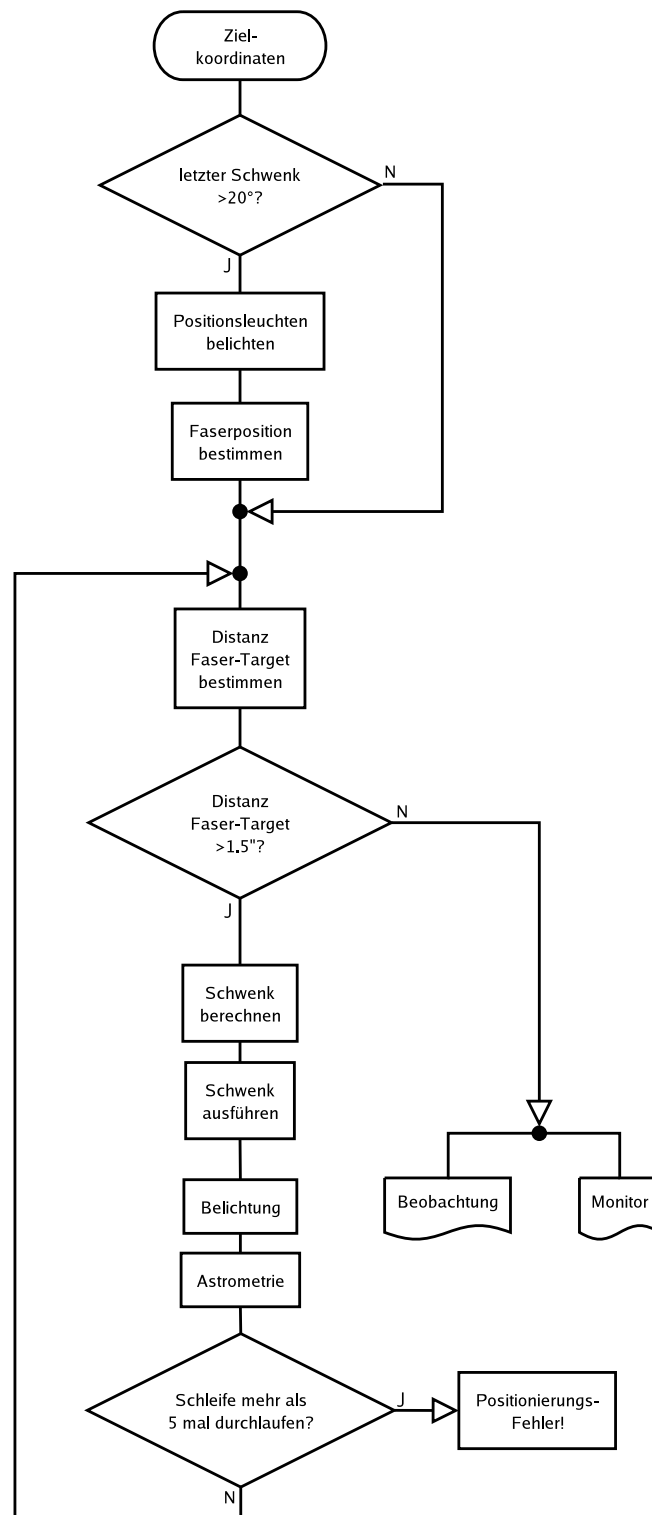 Ziel-
koordinaten
letzter Schwenk
>20°?
N
J
Positionsleuchten
belichten
Faserposition
bestimmen
Distanz
Faser-Target
bestimmen
Distanz
Faser-Target
>1.5"?
N
J
Schwenk
berechnen
Schwenk
ausführen
Beobachtung
Monitor
Belichtung
Astrometrie
Schleife mehr als
5 mal durchlaufen?
J
Positionierungs-
Fehler!
N